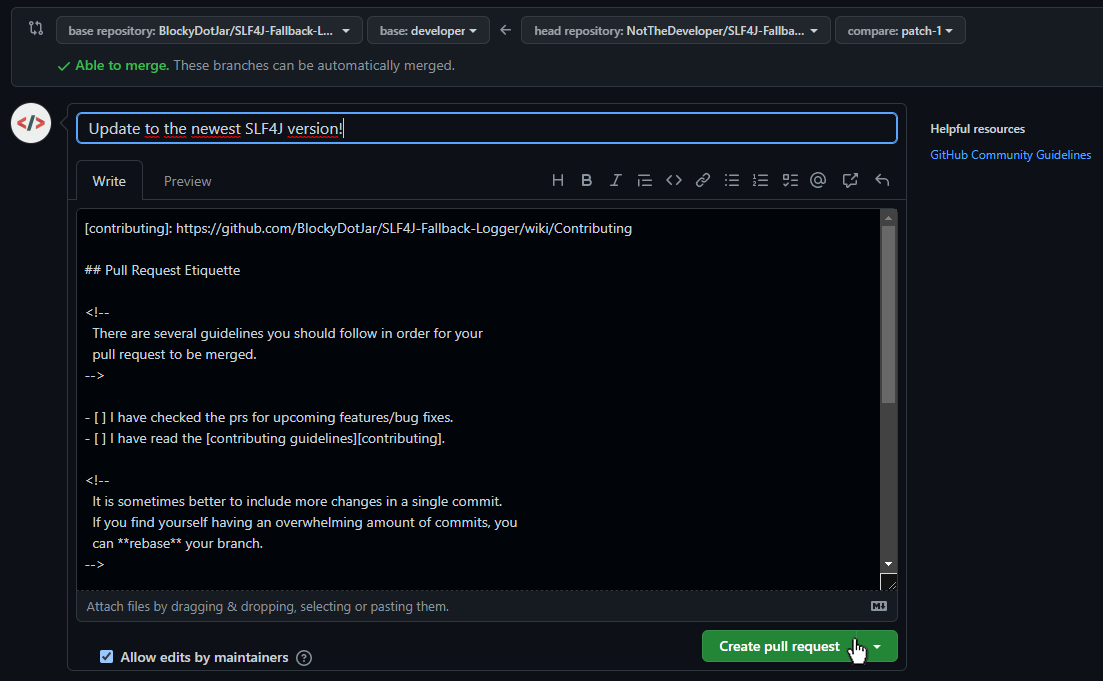 base repository: BlockyDotJar/SLF4J-Fallback-L... base: developer head repository: NotTheDeveloper/SLF4J-Fallba... compare: patch-1
Able to merge. These branches can be automatically merged.
</>
Update to the newest SLF4J version!
Helpful resources
GitHub Community Guidelines
Write Preview
[contributing]: https://github.com/BlockyDotJar/SLF4J-Fallback-Logger/wiki/Contributing
## Pull Request Etiquette
<!--
There are several guidelines you should follow in order for your
pull request to be merged.
-->
- [ ] I have checked the prs for upcoming features/bug fixes.
- [ ] I have read the [contributing guidelines][contributing].
<!--
It is sometimes better to include more changes in a single commit.
If you find yourself having an overwhelming amount of commits, you
can **rebase** your branch.
-->
Attach files by dragging & dropping, selecting or pasting them.
Allow edits by maintainers
Create pull request